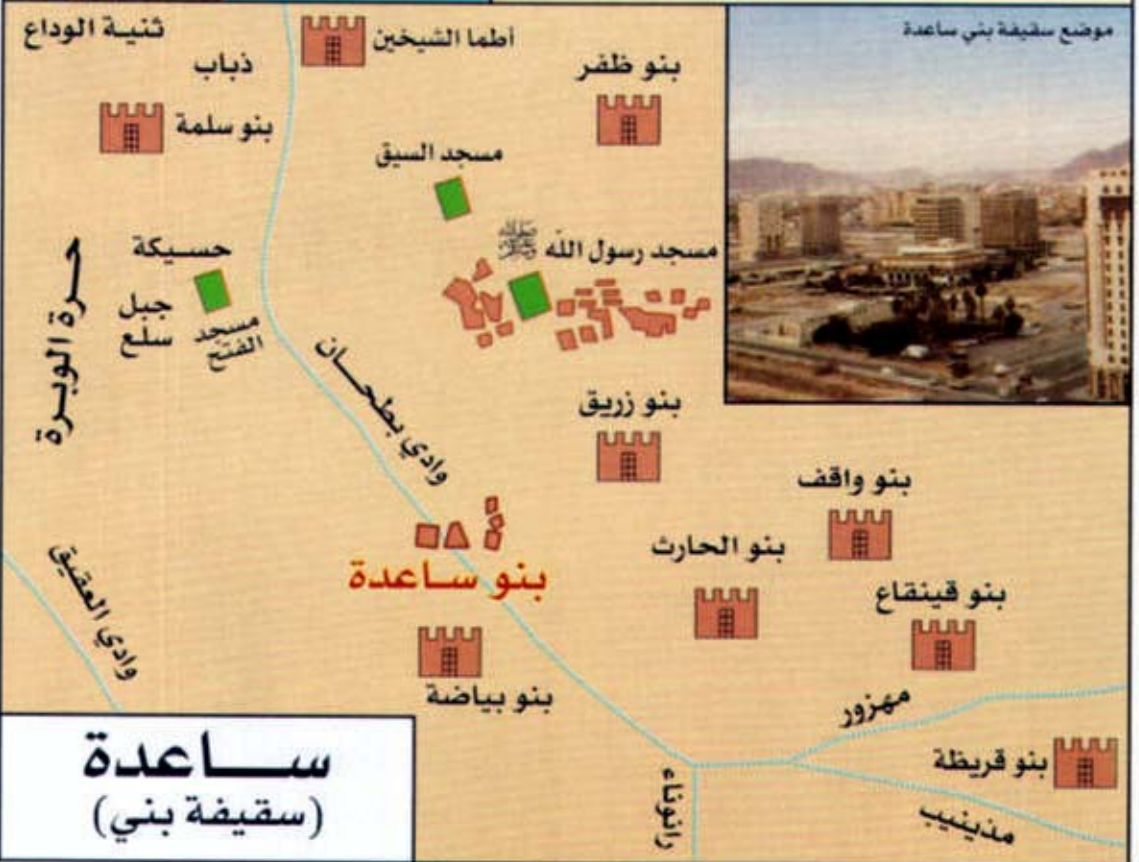 موضع سقيفة بني ساعدة
ثنية الوداع
أطما الشيخين
ذباب
بنو ظفر
بنو سلمة
مسجد السبق
مسجد رسول الله ﷺ
حسيكة
جبل
سلع
مسجد
الفتح
حرة الوبرة
وادي بطحان
بنو زريق
بنو واقف
بنو الحارث
بنو ساعدة
بنو قينقاع
وادي العقيق
بنو بياضة
مهزور
بنو قريظة
رانوناء
مذينيب
ساعدة
(سقيفة بني)